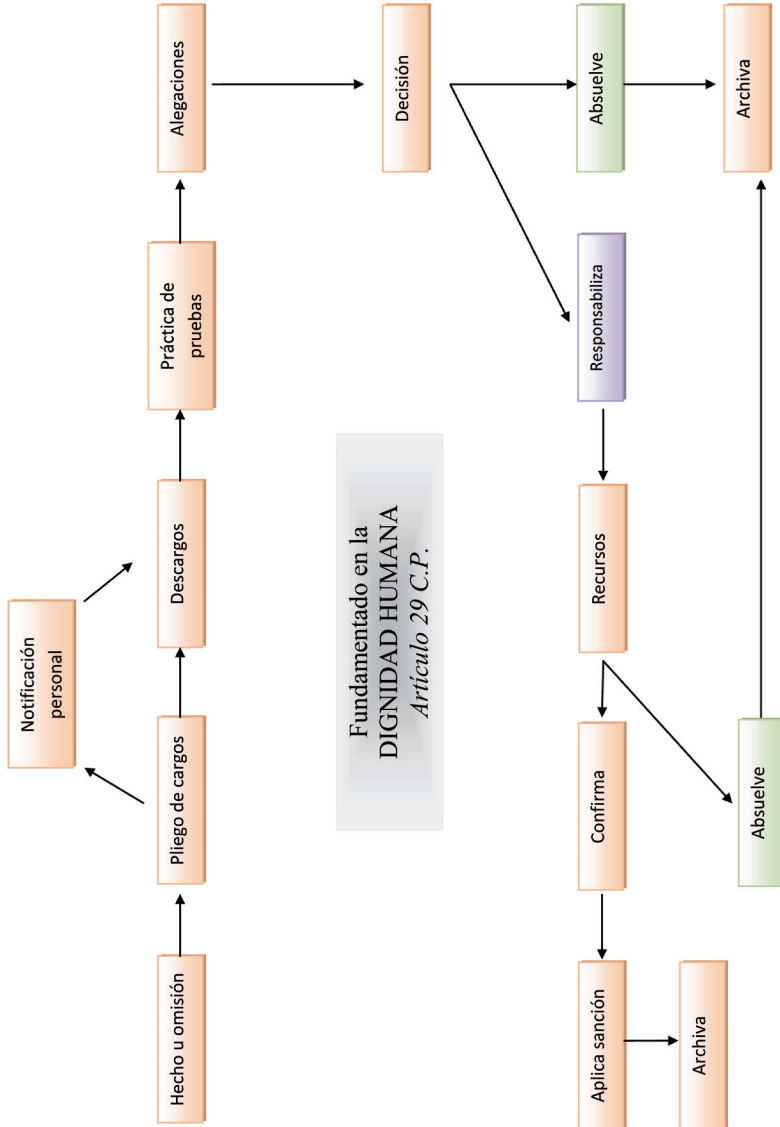 Hecho u omisión
Pliego de cargos
Notificación
personal
Descargos
Práctica de
pruebas
Alegaciones
Decisión
Absuelve
Archiva
Responsabiliza
Recursos
Confirma
Absuelve
Aplica sanción
Archiva
Fundamentado en la
DIGNIDAD HUMANA
Artículo 29 C.P.